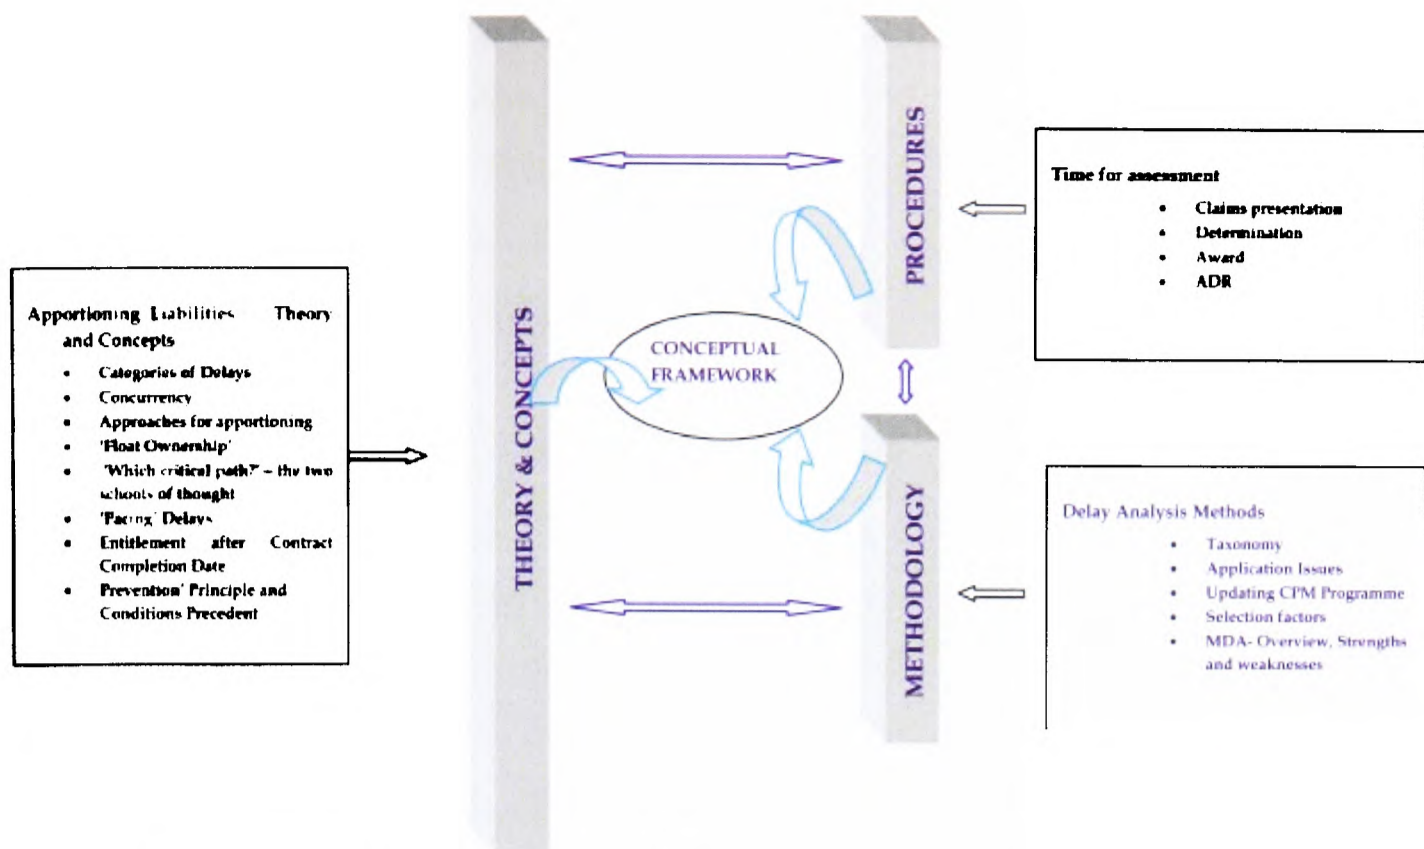 Apportioning Liabilities Theory
and Concepts
• Categories of Delays
• Concurrency
• Approaches for apportioning
• 'Float Ownership'
• 'Which critical path?' – the two
schools of thought
• 'Pacing' Delays
• Entitlement after Contract
Completion Date
• Prevention' Principle and
Conditions Precedent
THEORY & CONCEPTS
CONCEPTUAL
FRAMEWORK
PROCEDURES
METHODOLOGY
Time for assessment
• Claims presentation
• Determination
• Award
• ADR
Delay Analysis Methods
• Taxonomy
• Application Issues
• Updating CPM Programme
• Selection factors
• MDA- Overview, Strengths
and weaknesses